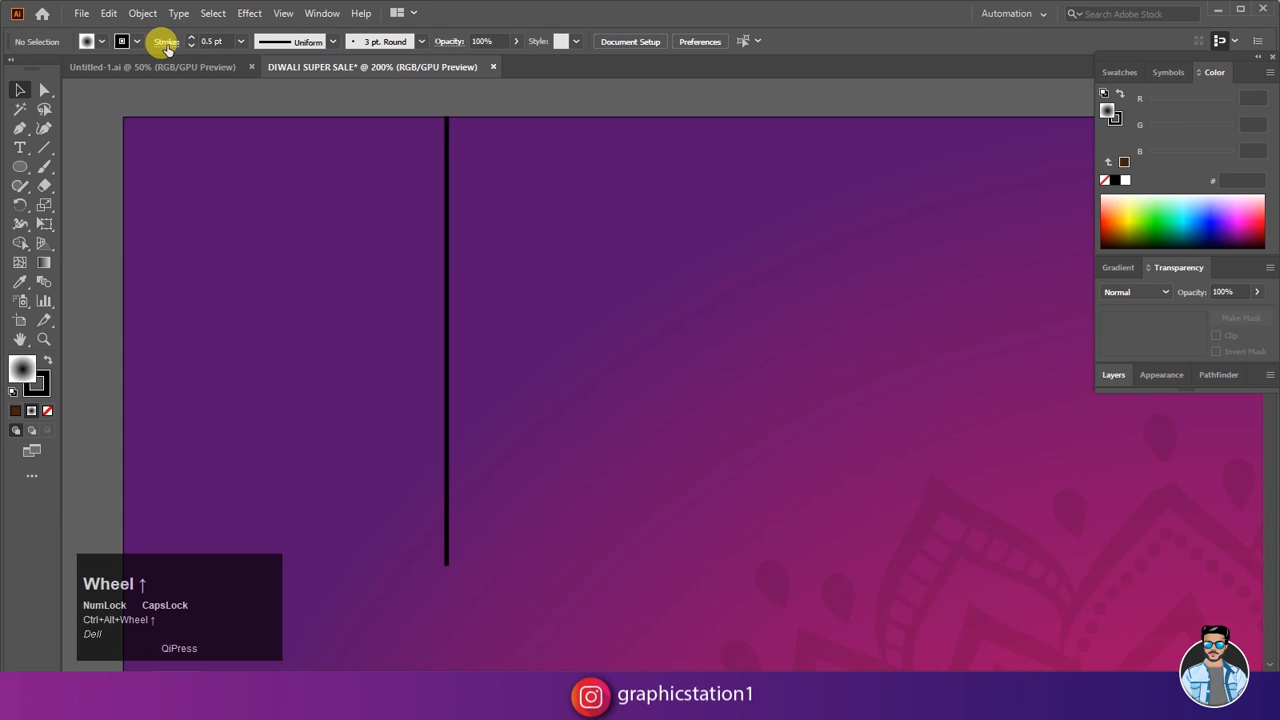 Ai File Edit Object Type Select Effect View Window Help Automation Search Adobe Stock
No Selection Stroke: 0.5 pt Uniform 3 pt. Round Opacity: 100% Style: Document Setup Preferences
Untitled-1.ai @ 50% (RGB/GPU Preview) × DIWALI SUPER SALE* @ 200% (RGB/GPU Preview) ×
Swatches Symbols Color
R
G
B
#
Gradient Transparency
Normal Opacity: 100%
Make Mask
Clip
Invert Mask
Layers Appearance Pathfinder
Wheel ↑
NumLock CapsLock
Ctrl+Alt+Wheel ↑
Dell
QiPress
graphicstation1